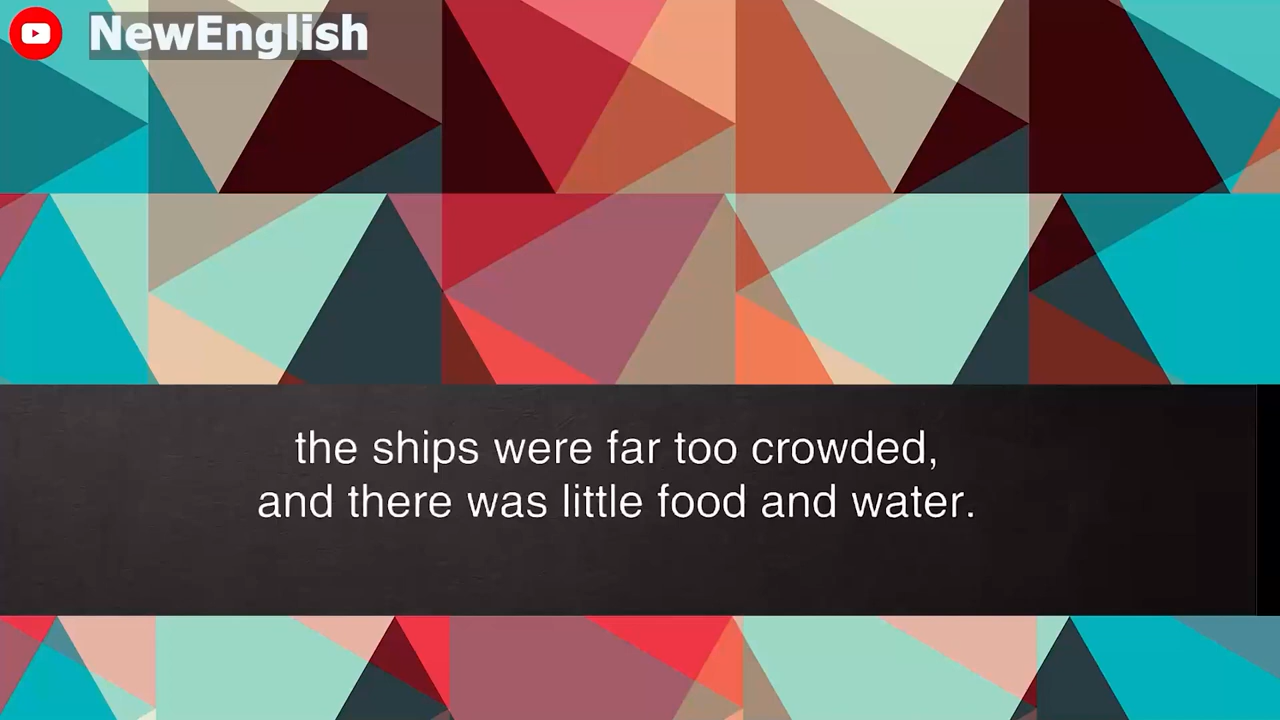 NewEnglish
the ships were far too crowded,
and there was little food and water.